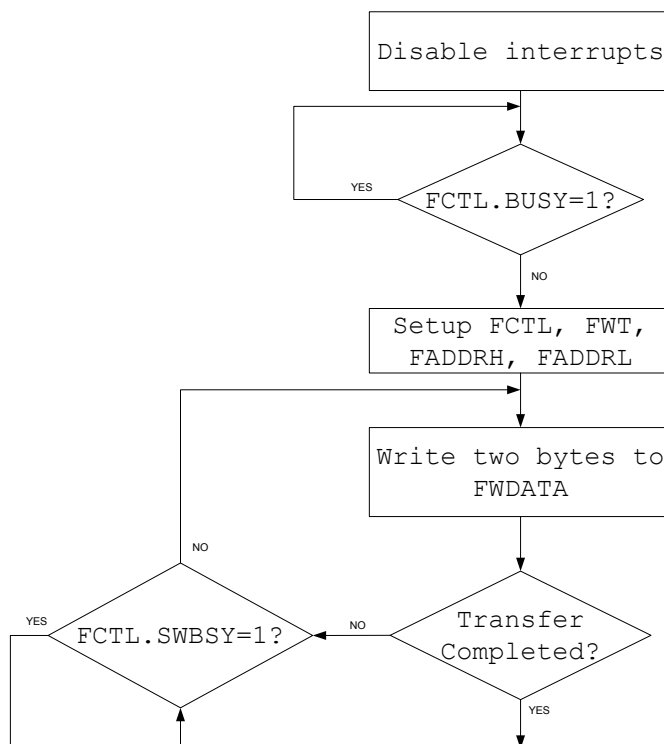 Disable interrupts
YES
FCTL.BUSY=1?
NO
Setup FCTL, FWT,
FADDRH, FADDRL
Write two bytes to
FWDATA
NO
YES
FCTL.SWBSY=1?
NO
Transfer
Completed?
YES